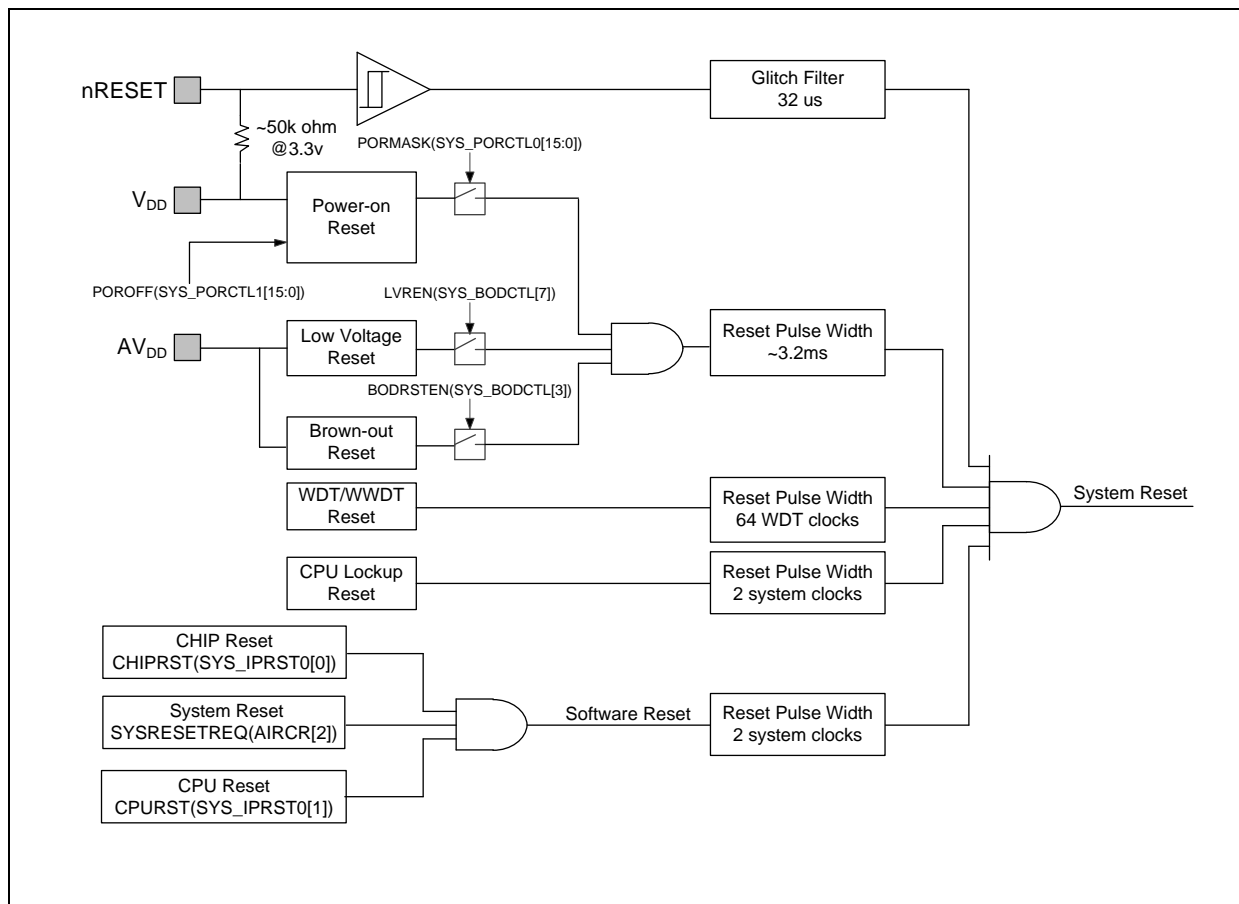 nRESET
Glitch Filter
32 us
~50k ohm
@3.3v
PORMASK(SYS_PORCTL0[15:0])
VDD
Power-on
Reset
POROFF(SYS_PORCTL1[15:0])
LVREN(SYS_BODCTL[7])
AVDD
Low Voltage
Reset
Reset Pulse Width
~3.2ms
BODRSTEN(SYS_BODCTL[3])
Brown-out
Reset
WDT/WWDT
Reset
Reset Pulse Width
64 WDT clocks
System Reset
CPU Lockup
Reset
Reset Pulse Width
2 system clocks
CHIP Reset
CHIPRST(SYS_IPRST0[0])
System Reset
SYSRESETREQ(AIRCR[2])
Software Reset
Reset Pulse Width
2 system clocks
CPU Reset
CPURST(SYS_IPRST0[1])